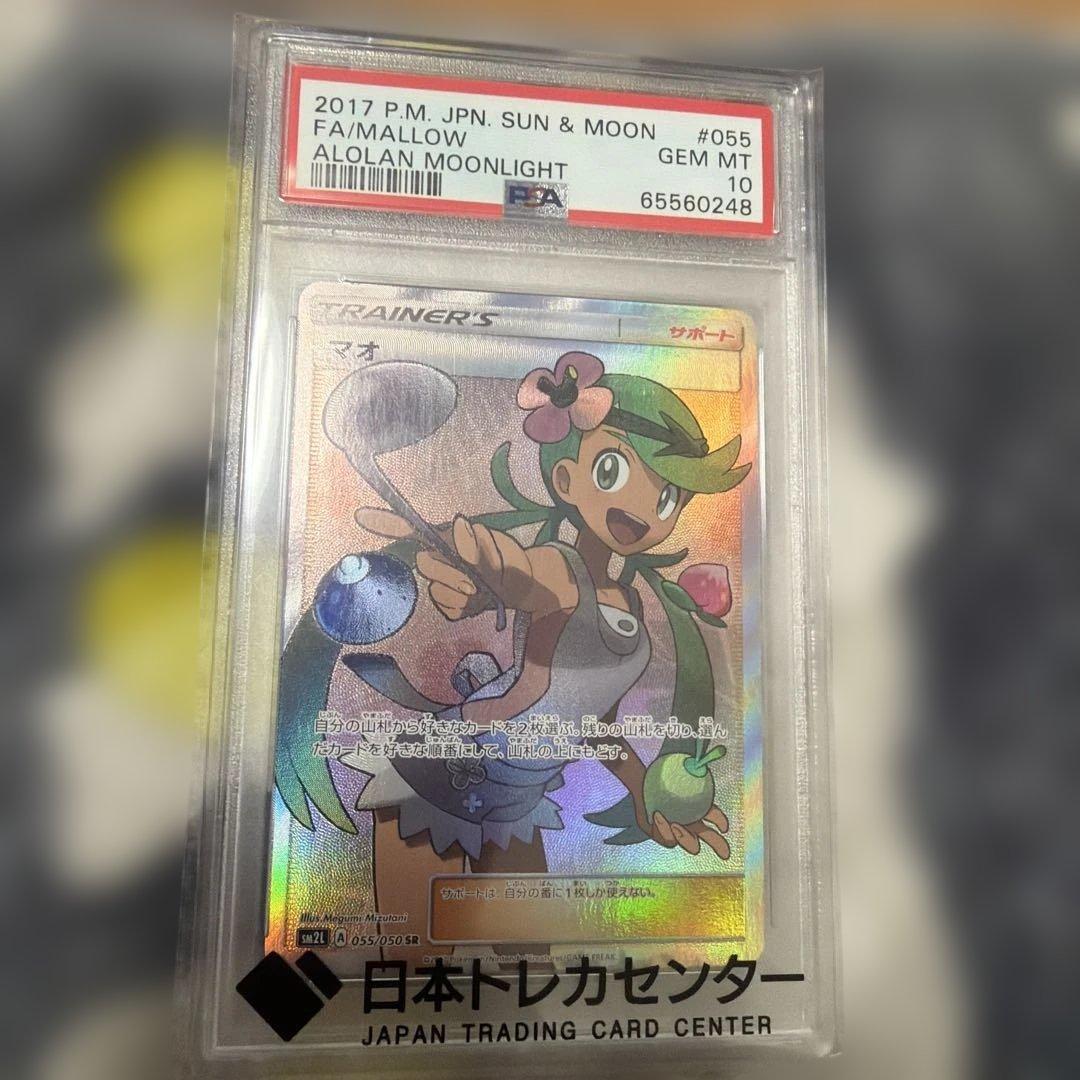 2017 P.M. JPN. SUN & MOON #055
FA/MALLOW GEM MT
ALOLAN MOONLIGHT 10
PSA 65560248
TRAINER'S サポート
マオ
自分の山札から好きなカードを2枚選ぶ。残りの山札を切り、選ん
だカードを好きな順番にして、山札の上にもどす。
サポートは、自分の番に1枚しか使えない。
Illus. Megumi Mizutani
SM2L A 055/050 SR
Pokémon/Nintendo/Creatures/GAME FREAK.
日本トレカセンター
JAPAN TRADING CARD CENTER